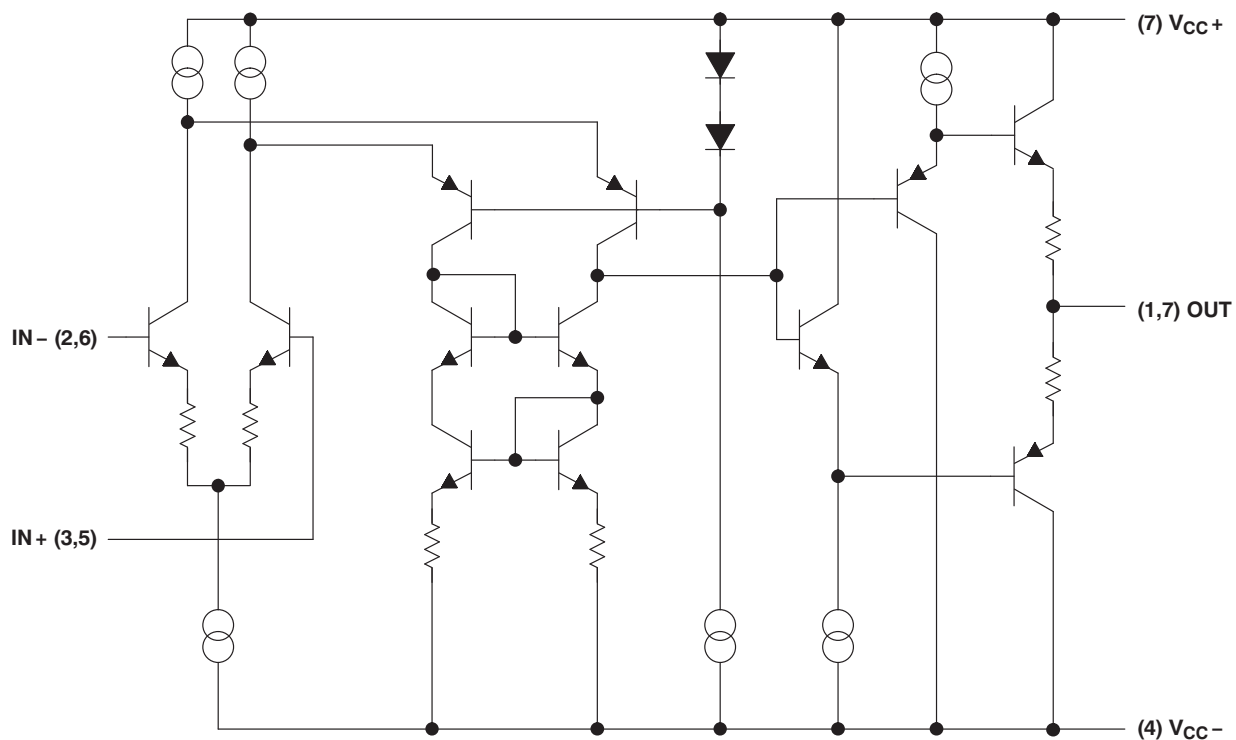 (7) VCC+
IN− (2,6)
(1,7) OUT
IN+ (3,5)
(4) VCC−